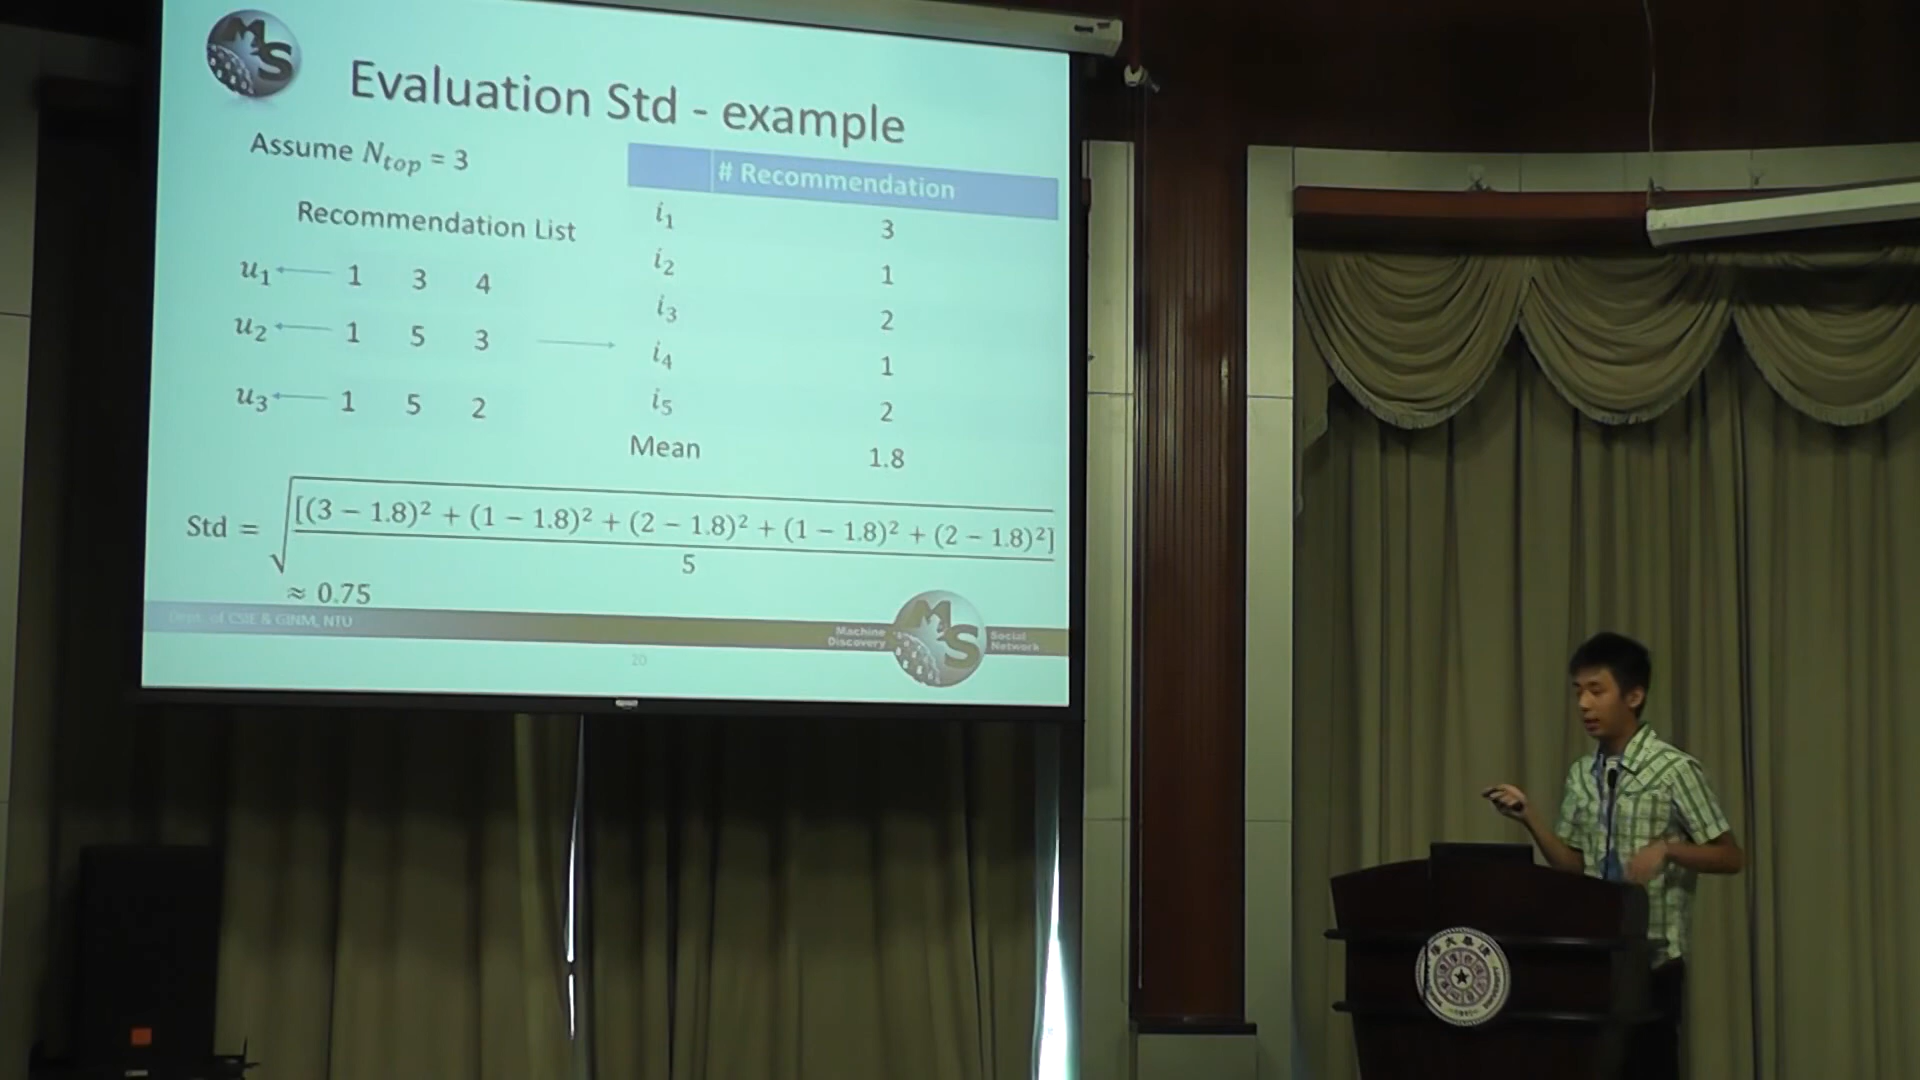 MS
Evaluation Std - example
Assume N_top = 3
Recommendation List
u1 ← 1 3 4
u2 ← 1 5 3
u3 ← 1 5 2
# Recommendation
i1 3
i2 1
i3 2
i4 1
i5 2
Mean 1.8
Std = √([(3 − 1.8)² + (1 − 1.8)² + (2 − 1.8)² + (1 − 1.8)² + (2 − 1.8)²] / 5)
≈ 0.75
Dept. of CSIE & GINM, NTU
Machine Discovery
MS
Social Network
20